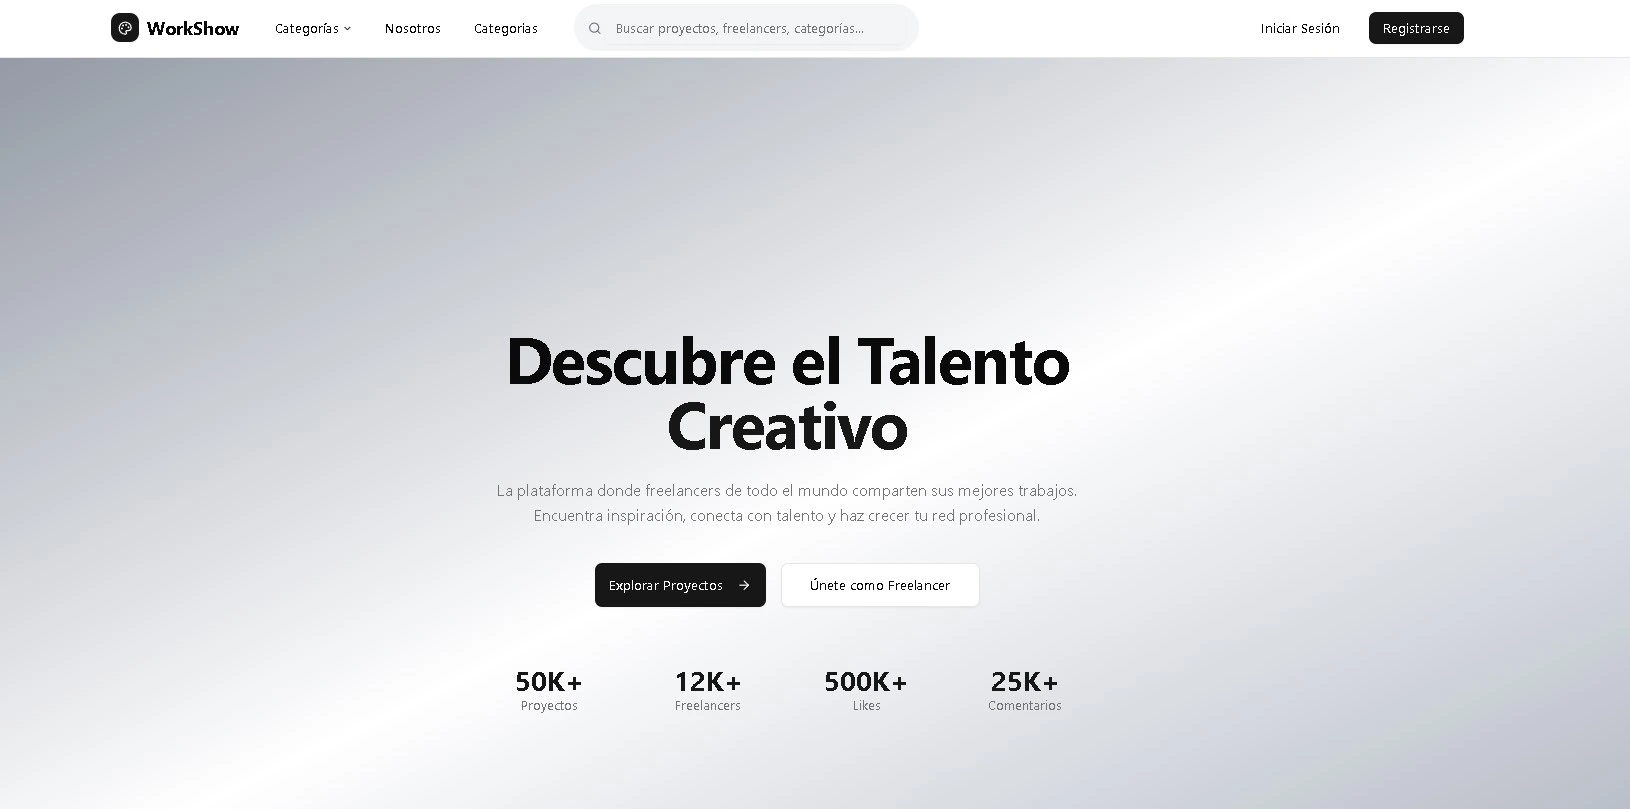 WorkShow
Categorías
Nosotros
Categorias
Buscar proyectos, freelancers, categorías...
Iniciar Sesión
Registrarse
Descubre el Talento
Creativo
La plataforma donde freelancers de todo el mundo comparten sus mejores trabajos.
Encuentra inspiración, conecta con talento y haz crecer tu red profesional.
Explorar Proyectos
Únete como Freelancer
50K+
Proyectos
12K+
Freelancers
500K+
Likes
25K+
Comentarios